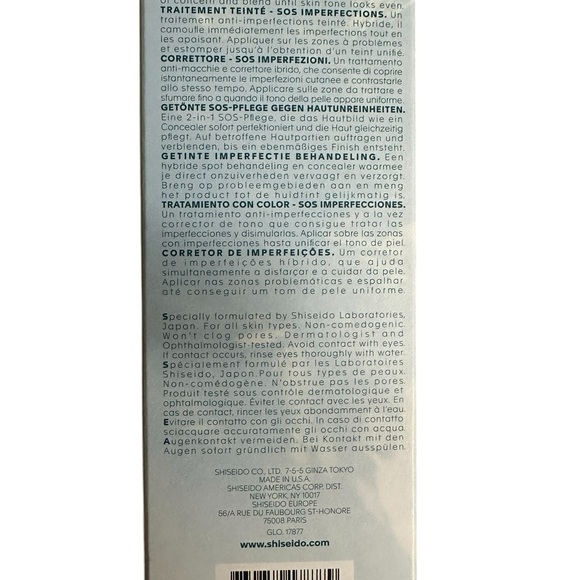 of concern and blend until skin tone looks even.
TRAITEMENT TEINTÉ - SOS IMPERFECTIONS. Un
traitement anti-imperfections teinté. Hybride, il
camoufle immédiatement les imperfections tout en
les apaisant. Appliquer sur les zones à problèmes
et estomper jusqu'à l'obtention d'un teint unifié.
CORRETTORE - SOS IMPERFEZIONI. Un trattamento
anti-macchie e correttore ibrido, che consente di coprire
istantaneamente le imperfezioni cutanee e contrastarle
allo stesso tempo. Applicare sulle zone da trattare e
sfumare fino a quando il tono della pelle appare uniforme.
GETÖNTE SOS-PFLEGE GEGEN HAUTUNREINHEITEN.
Eine 2-in-1 SOS-Pflege, die das Hautbild wie ein
Concealer sofort perfektioniert und die Haut gleichzeitig
pflegt. Auf betroffene Hautpartien auftragen und
verblenden, bis ein ebenmäßiges Finish entsteht.
GETINTE IMPERFECTIE BEHANDELING. Een
hybride spot behandeling en concealer waarmee
je direct onzuiverheden vervaagt en verzorgt.
Breng op probleemgebieden aan en meng
het product tot de huidtint gelijkmatig is.
TRATAMIENTO CON COLOR - SOS IMPERFECCIONES.
Un tratamiento anti-imperfecciones y a la vez
corrector de tono que consigue tratar las
imperfecciones y disimularlas. Aplicar sobre las zonas
con imperfecciones hasta unificar el tono de piel.
CORRETOR DE IMPERFEIÇÕES. Um corretor
de imperfeições híbrido, que ajuda
simultaneamente a disfarçar e a cuidar da pele.
Aplicar nas zonas problemáticas e espalhar
até conseguir um tom de pele uniforme.
Specially formulated by Shiseido Laboratories,
Japan. For all skin types. Non-comedogenic
Won't clog pores. Dermatologist and
Ophthalmologist-tested. Avoid contact with eyes.
If contact occurs, rinse eyes thoroughly with water.
Spécialement formulé par les Laboratoires
Shiseido, Japan. Pour tous types de peaux.
Non-comédogène. N'obstrue pas les pores.
Produit testé sous contrôle dermatologique et
ophtalmologique. Éviter le contact avec les yeux. En
cas de contact, rincer les yeux abondamment à l'eau.
Evitare il contatto con gli occhi. In caso di contatto
sciacquare accuratamente gli occhi con acqua.
Augenkontakt vermeiden. Bei Kontakt mit den
Augen sofort gründlich mit Wasser ausspülen.
SHISEIDO CO., LTD. 7-5-5 GINZA TOKYO
MADE IN U.S.A.
SHISEIDO AMERICAS CORP. DIST.
NEW YORK, NY 10017
SHISEIDO EUROPE
56/A RUE DU FAUBOURG ST-HONORE
75008 PARIS
GLO. 17877
www.shiseido.com